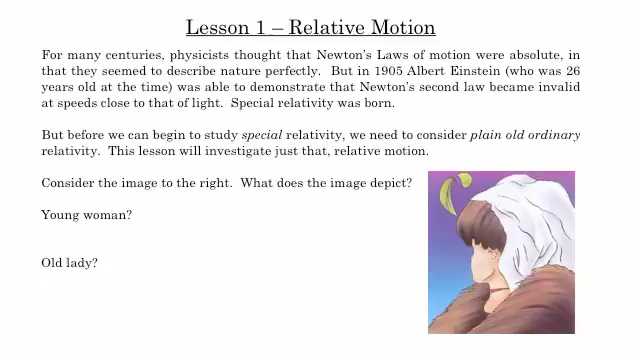 Lesson 1 – Relative Motion
For many centuries, physicists thought that Newton's Laws of motion were absolute, in
that they seemed to describe nature perfectly. But in 1905 Albert Einstein (who was 26
years old at the time) was able to demonstrate that Newton's second law became invalid
at speeds close to that of light. Special relativity was born.
But before we can begin to study special relativity, we need to consider plain old ordinary
relativity. This lesson will investigate just that, relative motion.
Consider the image to the right. What does the image depict?
Young woman?
Old lady?